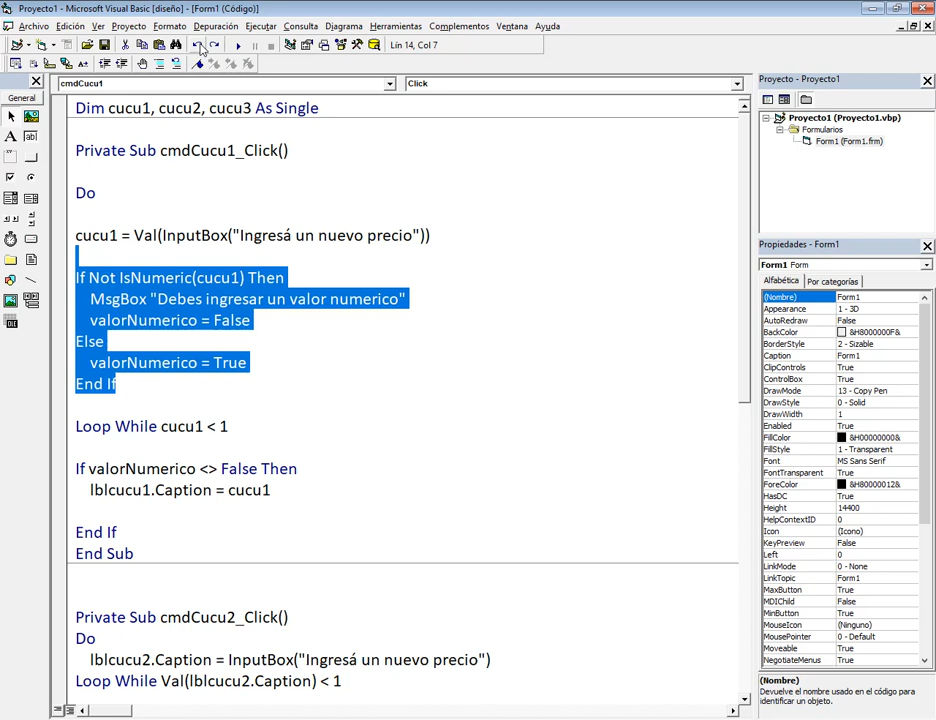 Proyecto1 - Microsoft Visual Basic [diseño] - [Form1 (Código)]
Archivo Edición Ver Proyecto Formato Depuración Ejecutar Consulta Diagrama Herramientas Complementos Ventana Ayuda
Lín 14, Col 7
General
cmdCucu1
Click
Dim cucu1, cucu2, cucu3 As Single
Private Sub cmdCucu1_Click()
Do
cucu1 = Val(InputBox("Ingresá un nuevo precio"))
If Not IsNumeric(cucu1) Then
MsgBox "Debes ingresar un valor numerico"
valorNumerico = False
Else
valorNumerico = True
End If
Loop While cucu1 < 1
If valorNumerico <> False Then
lblcucu1.Caption = cucu1
End If
End Sub
Private Sub cmdCucu2_Click()
Do
lblcucu2.Caption = InputBox("Ingresá un nuevo precio")
Loop While Val(lblcucu2.Caption) < 1
Proyecto - Proyecto1
Proyecto1 (Proyecto1.vbp)
Formularios
Form1 (Form1.frm)
Propiedades - Form1
Form1 Form
Alfabética Por categorías
(Nombre) Form1
Appearance 1 - 3D
AutoRedraw False
BackColor &H8000000F&
BorderStyle 2 - Sizable
Caption Form1
ClipControls True
ControlBox True
DrawMode 13 - Copy Pen
DrawStyle 0 - Solid
DrawWidth 1
Enabled True
FillColor &H00000000&
FillStyle 1 - Transparent
Font MS Sans Serif
FontTransparent True
ForeColor &H80000012&
HasDC True
Height 14400
HelpContextID 0
Icon (Icono)
KeyPreview False
Left 0
LinkMode 0 - None
LinkTopic Form1
MaxButton True
MDIChild False
MinButton True
MouseIcon (Ninguno)
MousePointer 0 - Default
Moveable True
NegotiateMenus True
(Nombre)
Devuelve el nombre usado en el código para
identificar un objeto.